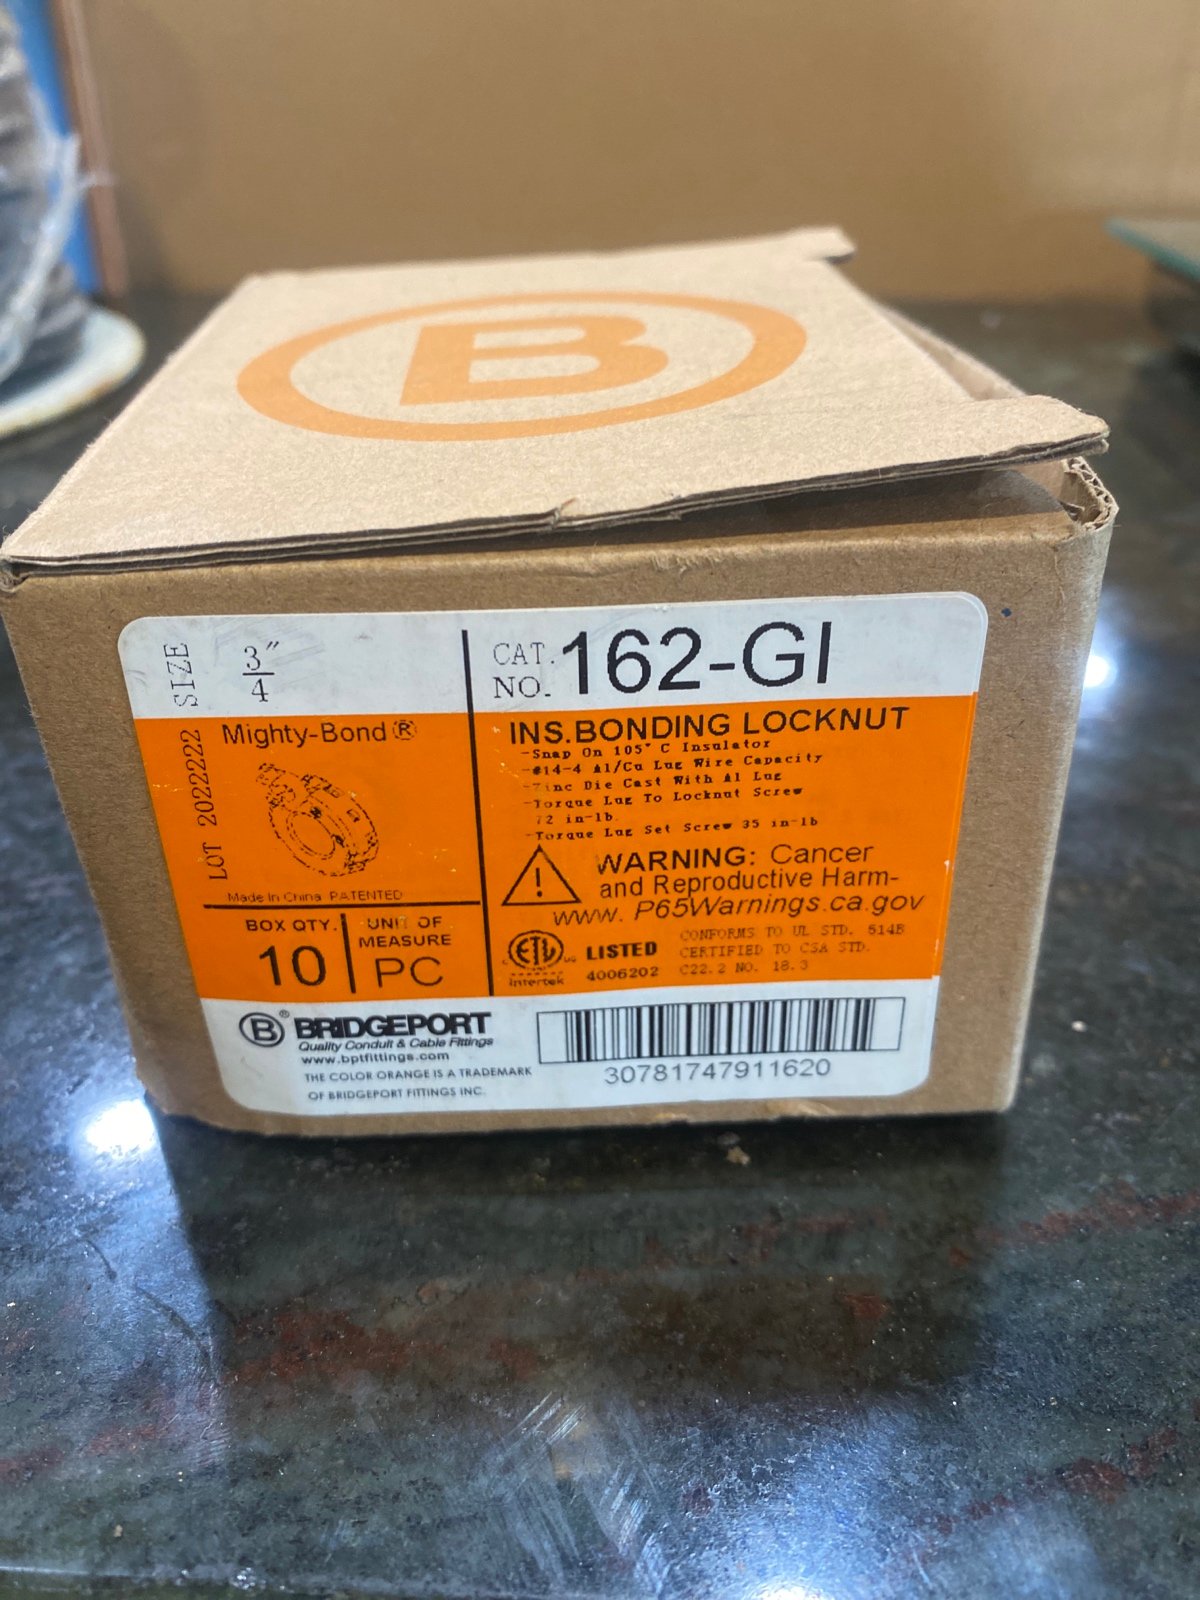 B
SIZE
3"
4
CAT.
NO. 162-GI
LOT 2022222
Mighty-Bond®
Made In China PATENTED
INS.BONDING LOCKNUT
-Snap On 105° C Insulator
-#14-4 Al/Cu Lug Wire Capacity
-Zinc Die Cast With Al Lug
-Torque Lug To Locknut Screw
72 in-lb.
-Torque Lug Set Screw 35 in-lb
WARNING: Cancer
and Reproductive Harm-
www.P65Warnings.ca.gov
BOX QTY.
10
UNIT OF
MEASURE
PC
C ETL US
Intertek
LISTED
4006202
CONFORMS TO UL STD. 514B
CERTIFIED TO CSA STD.
C22.2 NO. 18.3
B® BRIDGEPORT
Quality Conduit & Cable Fittings
www.bptfittings.com
THE COLOR ORANGE IS A TRADEMARK
OF BRIDGEPORT FITTINGS INC.
30781747911620